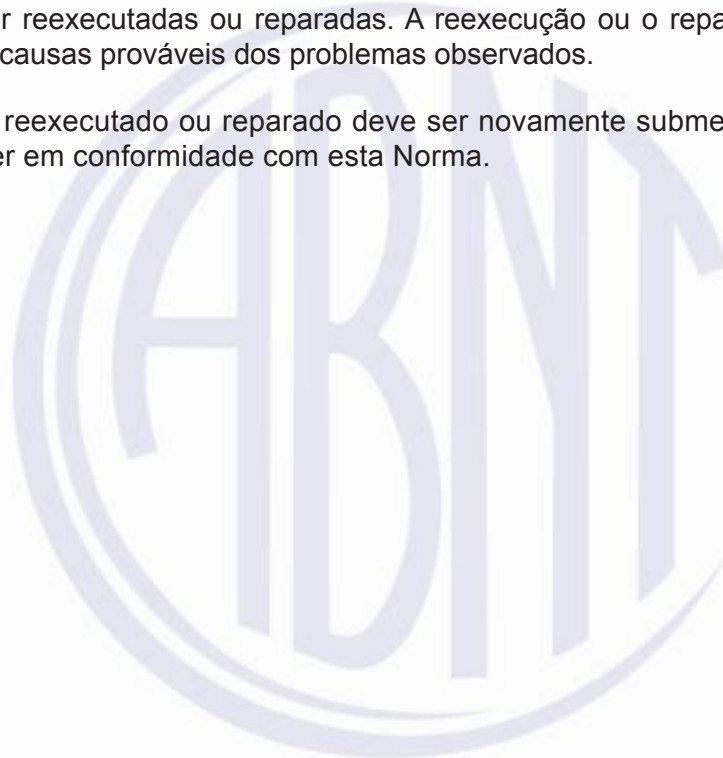 r reexecutadas ou reparadas. A reexecução ou o repa
causas prováveis dos problemas observados.
reexecutado ou reparado deve ser novamente subme
er em conformidade com esta Norma.
ABNT